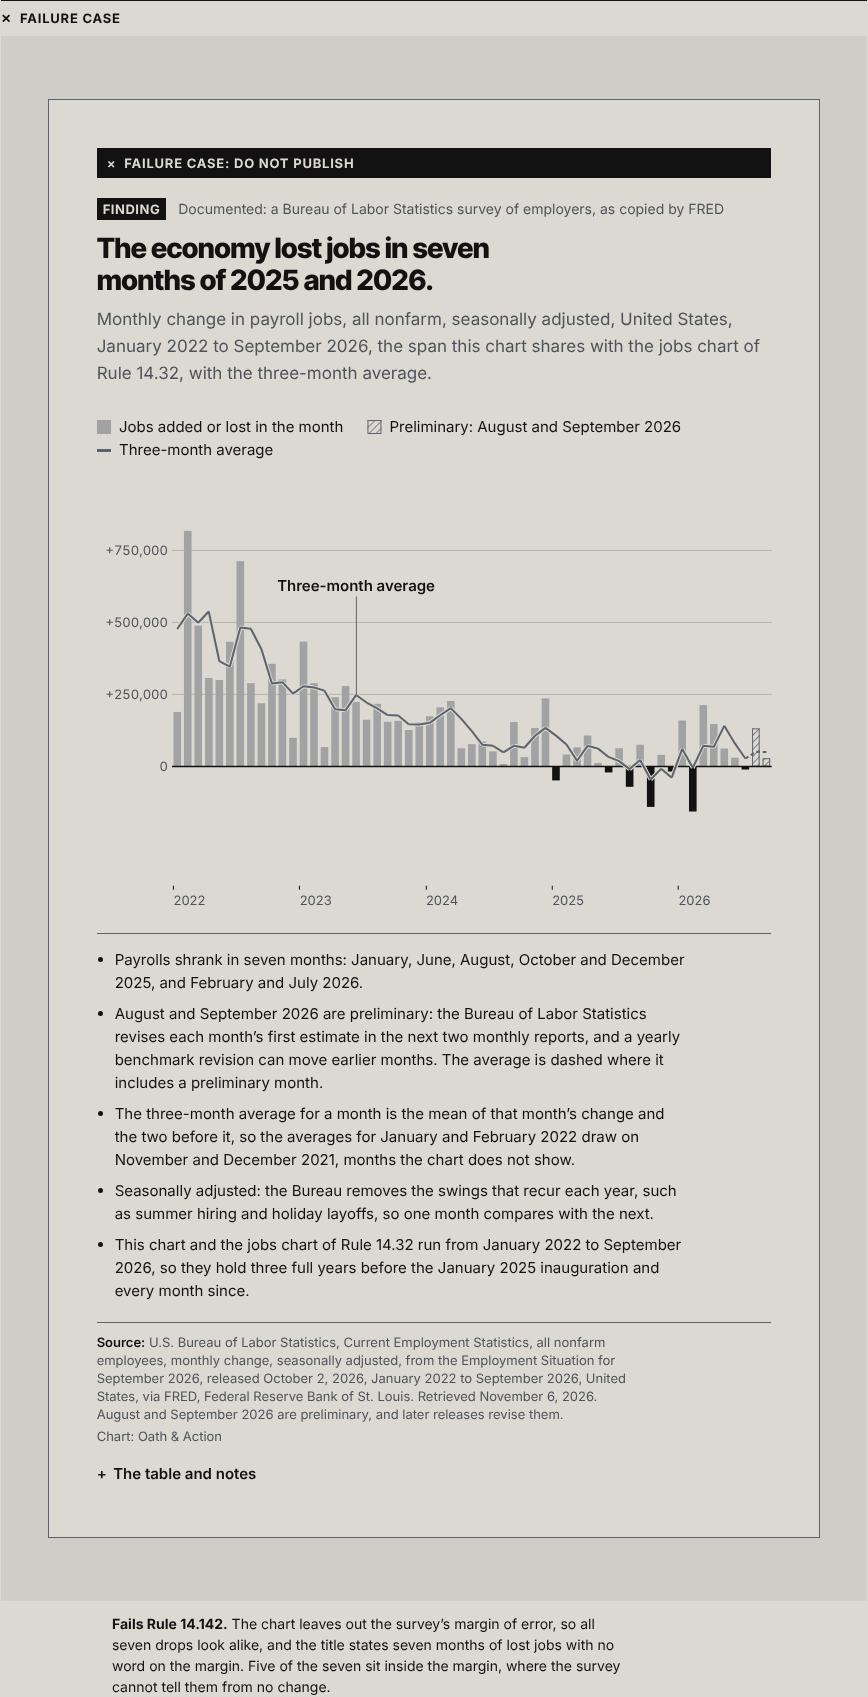 × FAILURE CASE
× FAILURE CASE: DO NOT PUBLISH
FINDING Documented: a Bureau of Labor Statistics survey of employers, as copied by FRED
The economy lost jobs in seven
months of 2025 and 2026.
Monthly change in payroll jobs, all nonfarm, seasonally adjusted, United States,
January 2022 to September 2026, the span this chart shares with the jobs chart of
Rule 14.32, with the three-month average.
Jobs added or lost in the month Preliminary: August and September 2026
Three-month average
+750,000
Three-month average
+500,000
+250,000
0
2022 2023 2024 2025 2026
• Payrolls shrank in seven months: January, June, August, October and December
2025, and February and July 2026.
• August and September 2026 are preliminary: the Bureau of Labor Statistics
revises each month’s first estimate in the next two monthly reports, and a yearly
benchmark revision can move earlier months. The average is dashed where it
includes a preliminary month.
• The three-month average for a month is the mean of that month’s change and
the two before it, so the averages for January and February 2022 draw on
November and December 2021, months the chart does not show.
• Seasonally adjusted: the Bureau removes the swings that recur each year, such
as summer hiring and holiday layoffs, so one month compares with the next.
• This chart and the jobs chart of Rule 14.32 run from January 2022 to September
2026, so they hold three full years before the January 2025 inauguration and
every month since.
Source: U.S. Bureau of Labor Statistics, Current Employment Statistics, all nonfarm
employees, monthly change, seasonally adjusted, from the Employment Situation for
September 2026, released October 2, 2026, January 2022 to September 2026, United
States, via FRED, Federal Reserve Bank of St. Louis. Retrieved November 6, 2026.
August and September 2026 are preliminary, and later releases revise them.
Chart: Oath & Action
+ The table and notes
Fails Rule 14.142. The chart leaves out the survey’s margin of error, so all
seven drops look alike, and the title states seven months of lost jobs with no
word on the margin. Five of the seven sit inside the margin, where the survey
cannot tell them from no change.